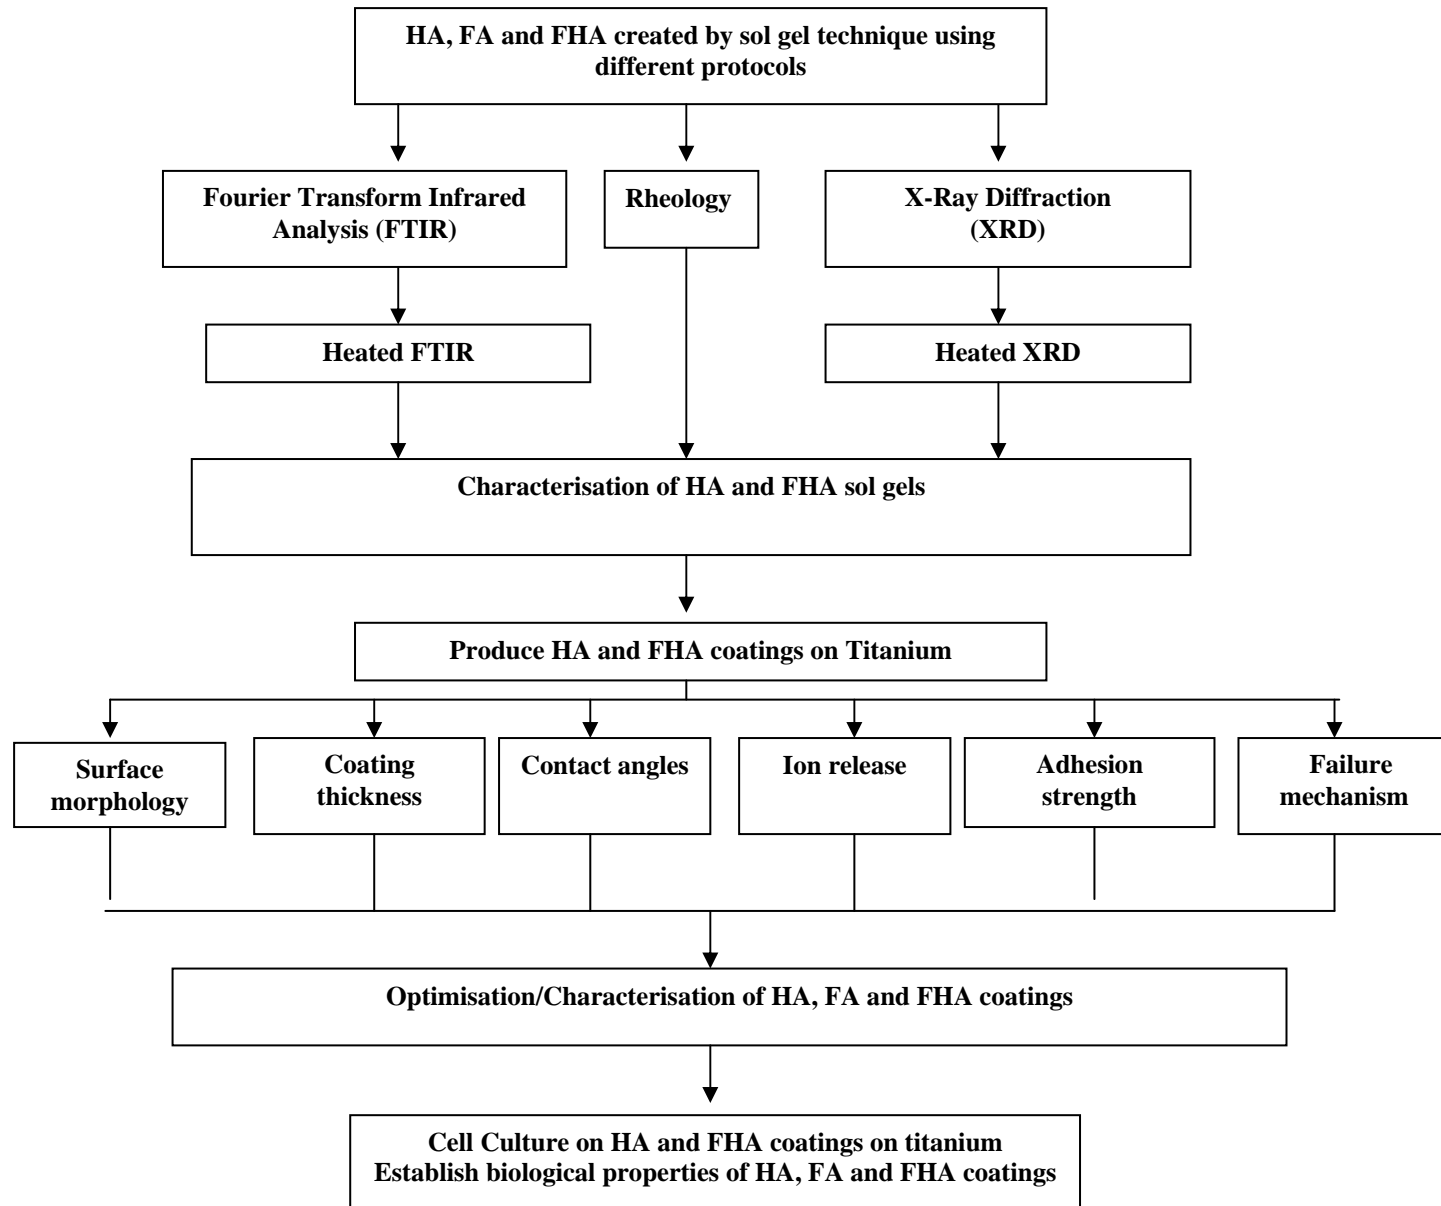 HA, FA and FHA created by sol gel technique using
different protocols
Fourier Transform Infrared
Analysis (FTIR)
Rheology
X-Ray Diffraction
(XRD)
Heated FTIR
Heated XRD
Characterisation of HA and FHA sol gels
Produce HA and FHA coatings on Titanium
Surface
morphology
Coating
thickness
Contact angles
Ion release
Adhesion
strength
Failure
mechanism
Optimisation/Characterisation of HA, FA and FHA coatings
Cell Culture on HA and FHA coatings on titanium
Establish biological properties of HA, FA and FHA coatings